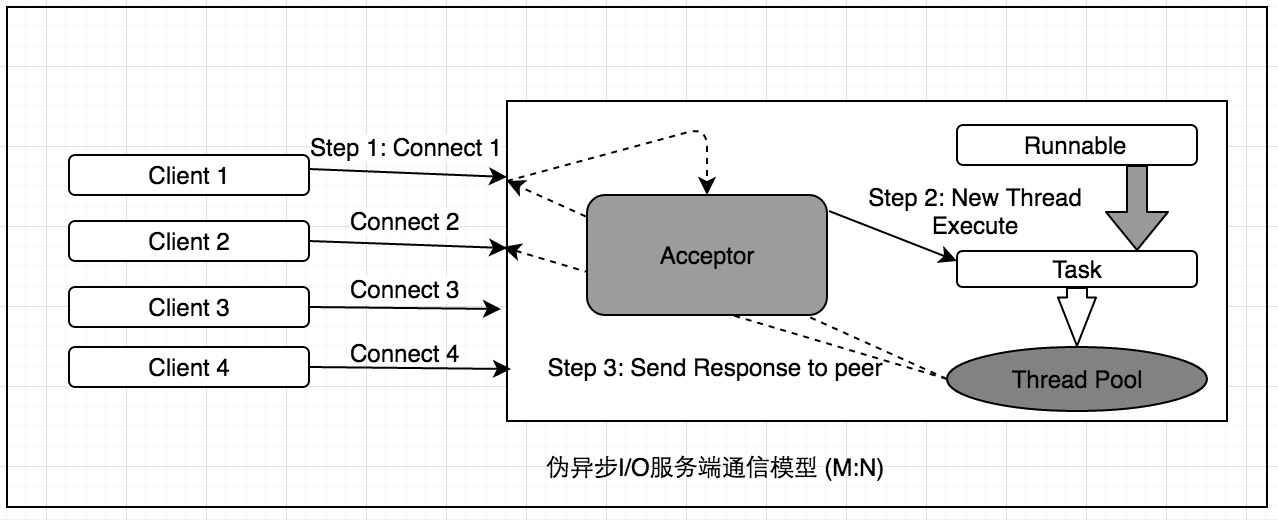 Step 1: Connect 1
Client 1
Runnable
Connect 2
Step 2: New Thread
Execute
Client 2
Acceptor
Task
Connect 3
Client 3
Connect 4
Client 4
Step 3: Send Response to peer
Thread Pool
伪异步I/O服务端通信模型 (M:N)